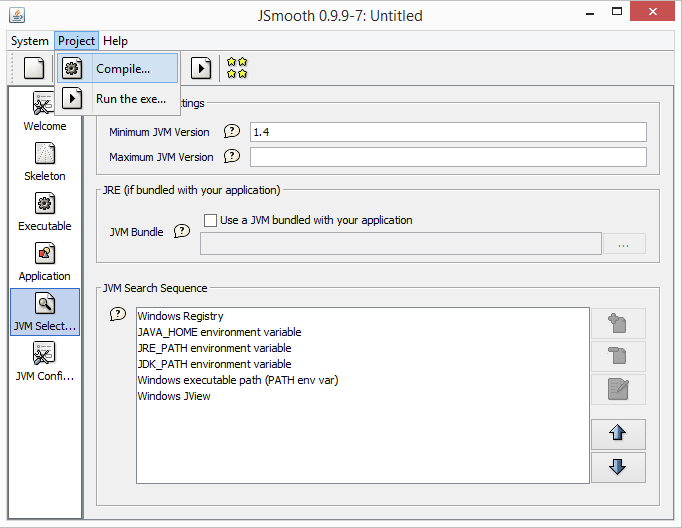 JSmooth 0.9.9-7: Untitled
System Project Help
Compile...
Run the exe...
Welcome
Skeleton
Executable
Application
JVM Select...
JVM Confi...
ttings
Minimum JVM Version ? 1.4
Maximum JVM Version ?
JRE (if bundled with your application)
Use a JVM bundled with your application
JVM Bundle ? ...
JVM Search Sequence
?
Windows Registry
JAVA_HOME environment variable
JRE_PATH environment variable
JDK_PATH environment variable
Windows executable path (PATH env var)
Windows JView